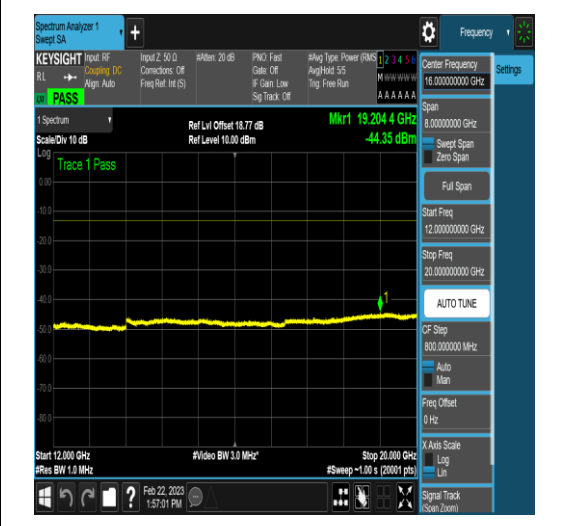 Spectrum Analyzer 1
Swept SA
Frequency
KEYSIGHT
RL
PASS
Input: RF
Coupling: DC
Align: Auto
Input Z: 50 Ω
Corrections: Off
Freq Ref: Int (S)
#Atten: 20 dB
PNO: Fast
Gate: Off
IF Gain: Low
Sig Track: Off
#Avg Type: Power (RMS
Avg|Hold: 5/5
Trig: Free Run
1 2 3 4 5 6
M W W W W W
A A A A A A
1 Spectrum
Scale/Div 10 dB
Ref Lvl Offset 18.77 dB
Ref Level 10.00 dBm
Mkr1 19.204 4 GHz
-44.35 dBm
Log
Trace 1 Pass
0.00
-10.0
-20.0
-30.0
-40.0
-50.0
-60.0
-70.0
-80.0
1
Start 12.000 GHz
#Res BW 1.0 MHz
#Video BW 3.0 MHz*
Stop 20.000 GHz
#Sweep ~1.00 s (20001 pts)
Feb 22, 2023
1:57:01 PM
Center Frequency
16.000000000 GHz
Settings
Span
8.00000000 GHz
Swept Span
Zero Span
Full Span
Start Freq
12.000000000 GHz
Stop Freq
20.000000000 GHz
AUTO TUNE
CF Step
800.000000 MHz
Auto
Man
Freq Offset
0 Hz
X Axis Scale
Log
Lin
Signal Track
(Span Zoom)